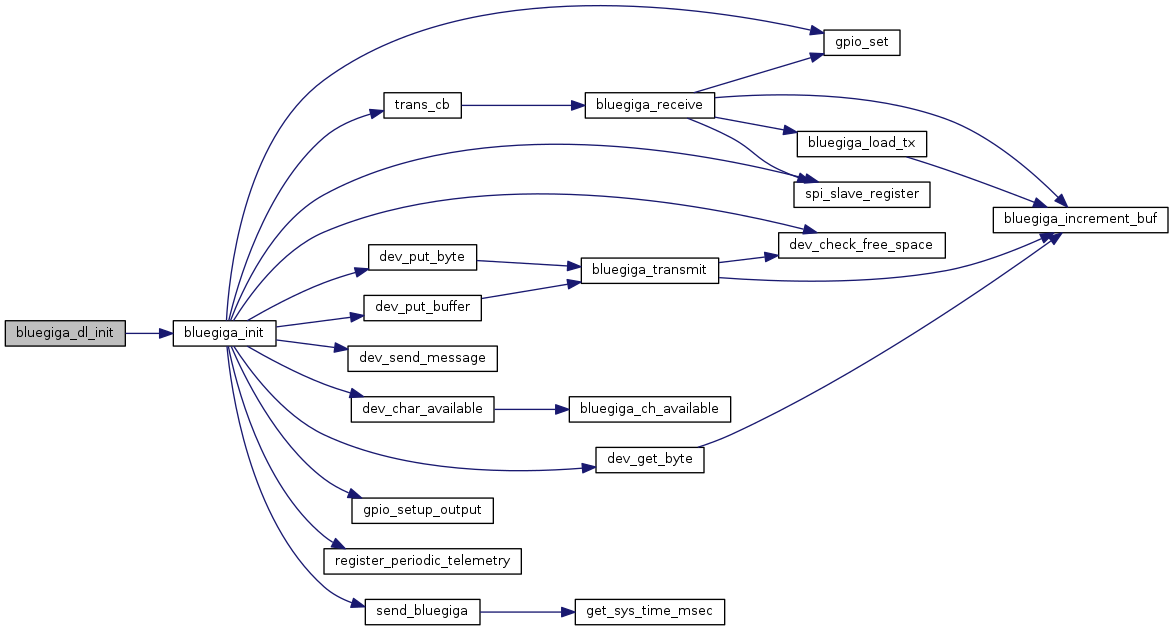 gpio_set
trans_cb
bluegiga_receive
bluegiga_load_tx
spi_slave_register
bluegiga_increment_buf
dev_check_free_space
dev_put_byte
bluegiga_transmit
dev_put_buffer
bluegiga_dl_init
bluegiga_init
dev_send_message
dev_char_available
bluegiga_ch_available
dev_get_byte
gpio_setup_output
register_periodic_telemetry
send_bluegiga
get_sys_time_msec